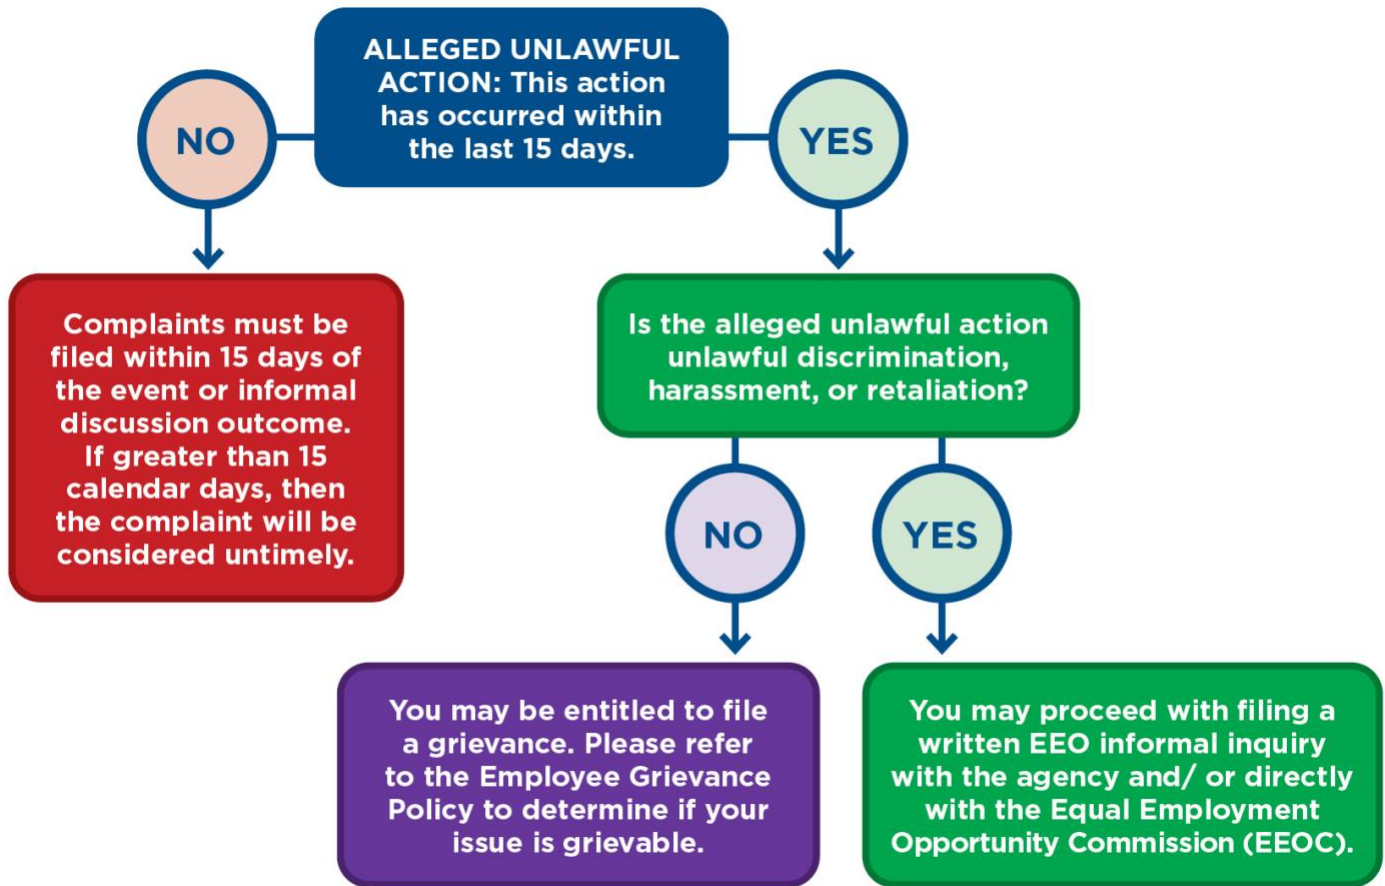 ALLEGED UNLAWFUL
ACTION: This action
has occurred within
the last 15 days.
NO
YES
Complaints must be
filed within 15 days of
the event or informal
discussion outcome.
If greater than 15
calendar days, then
the complaint will be
considered untimely.
Is the alleged unlawful action
unlawful discrimination,
harassment, or retaliation?
NO
YES
You may be entitled to file
a grievance. Please refer
to the Employee Grievance
Policy to determine if your
issue is grievable.
You may proceed with filing a
written EEO informal inquiry
with the agency and/ or directly
with the Equal Employment
Opportunity Commission (EEOC).